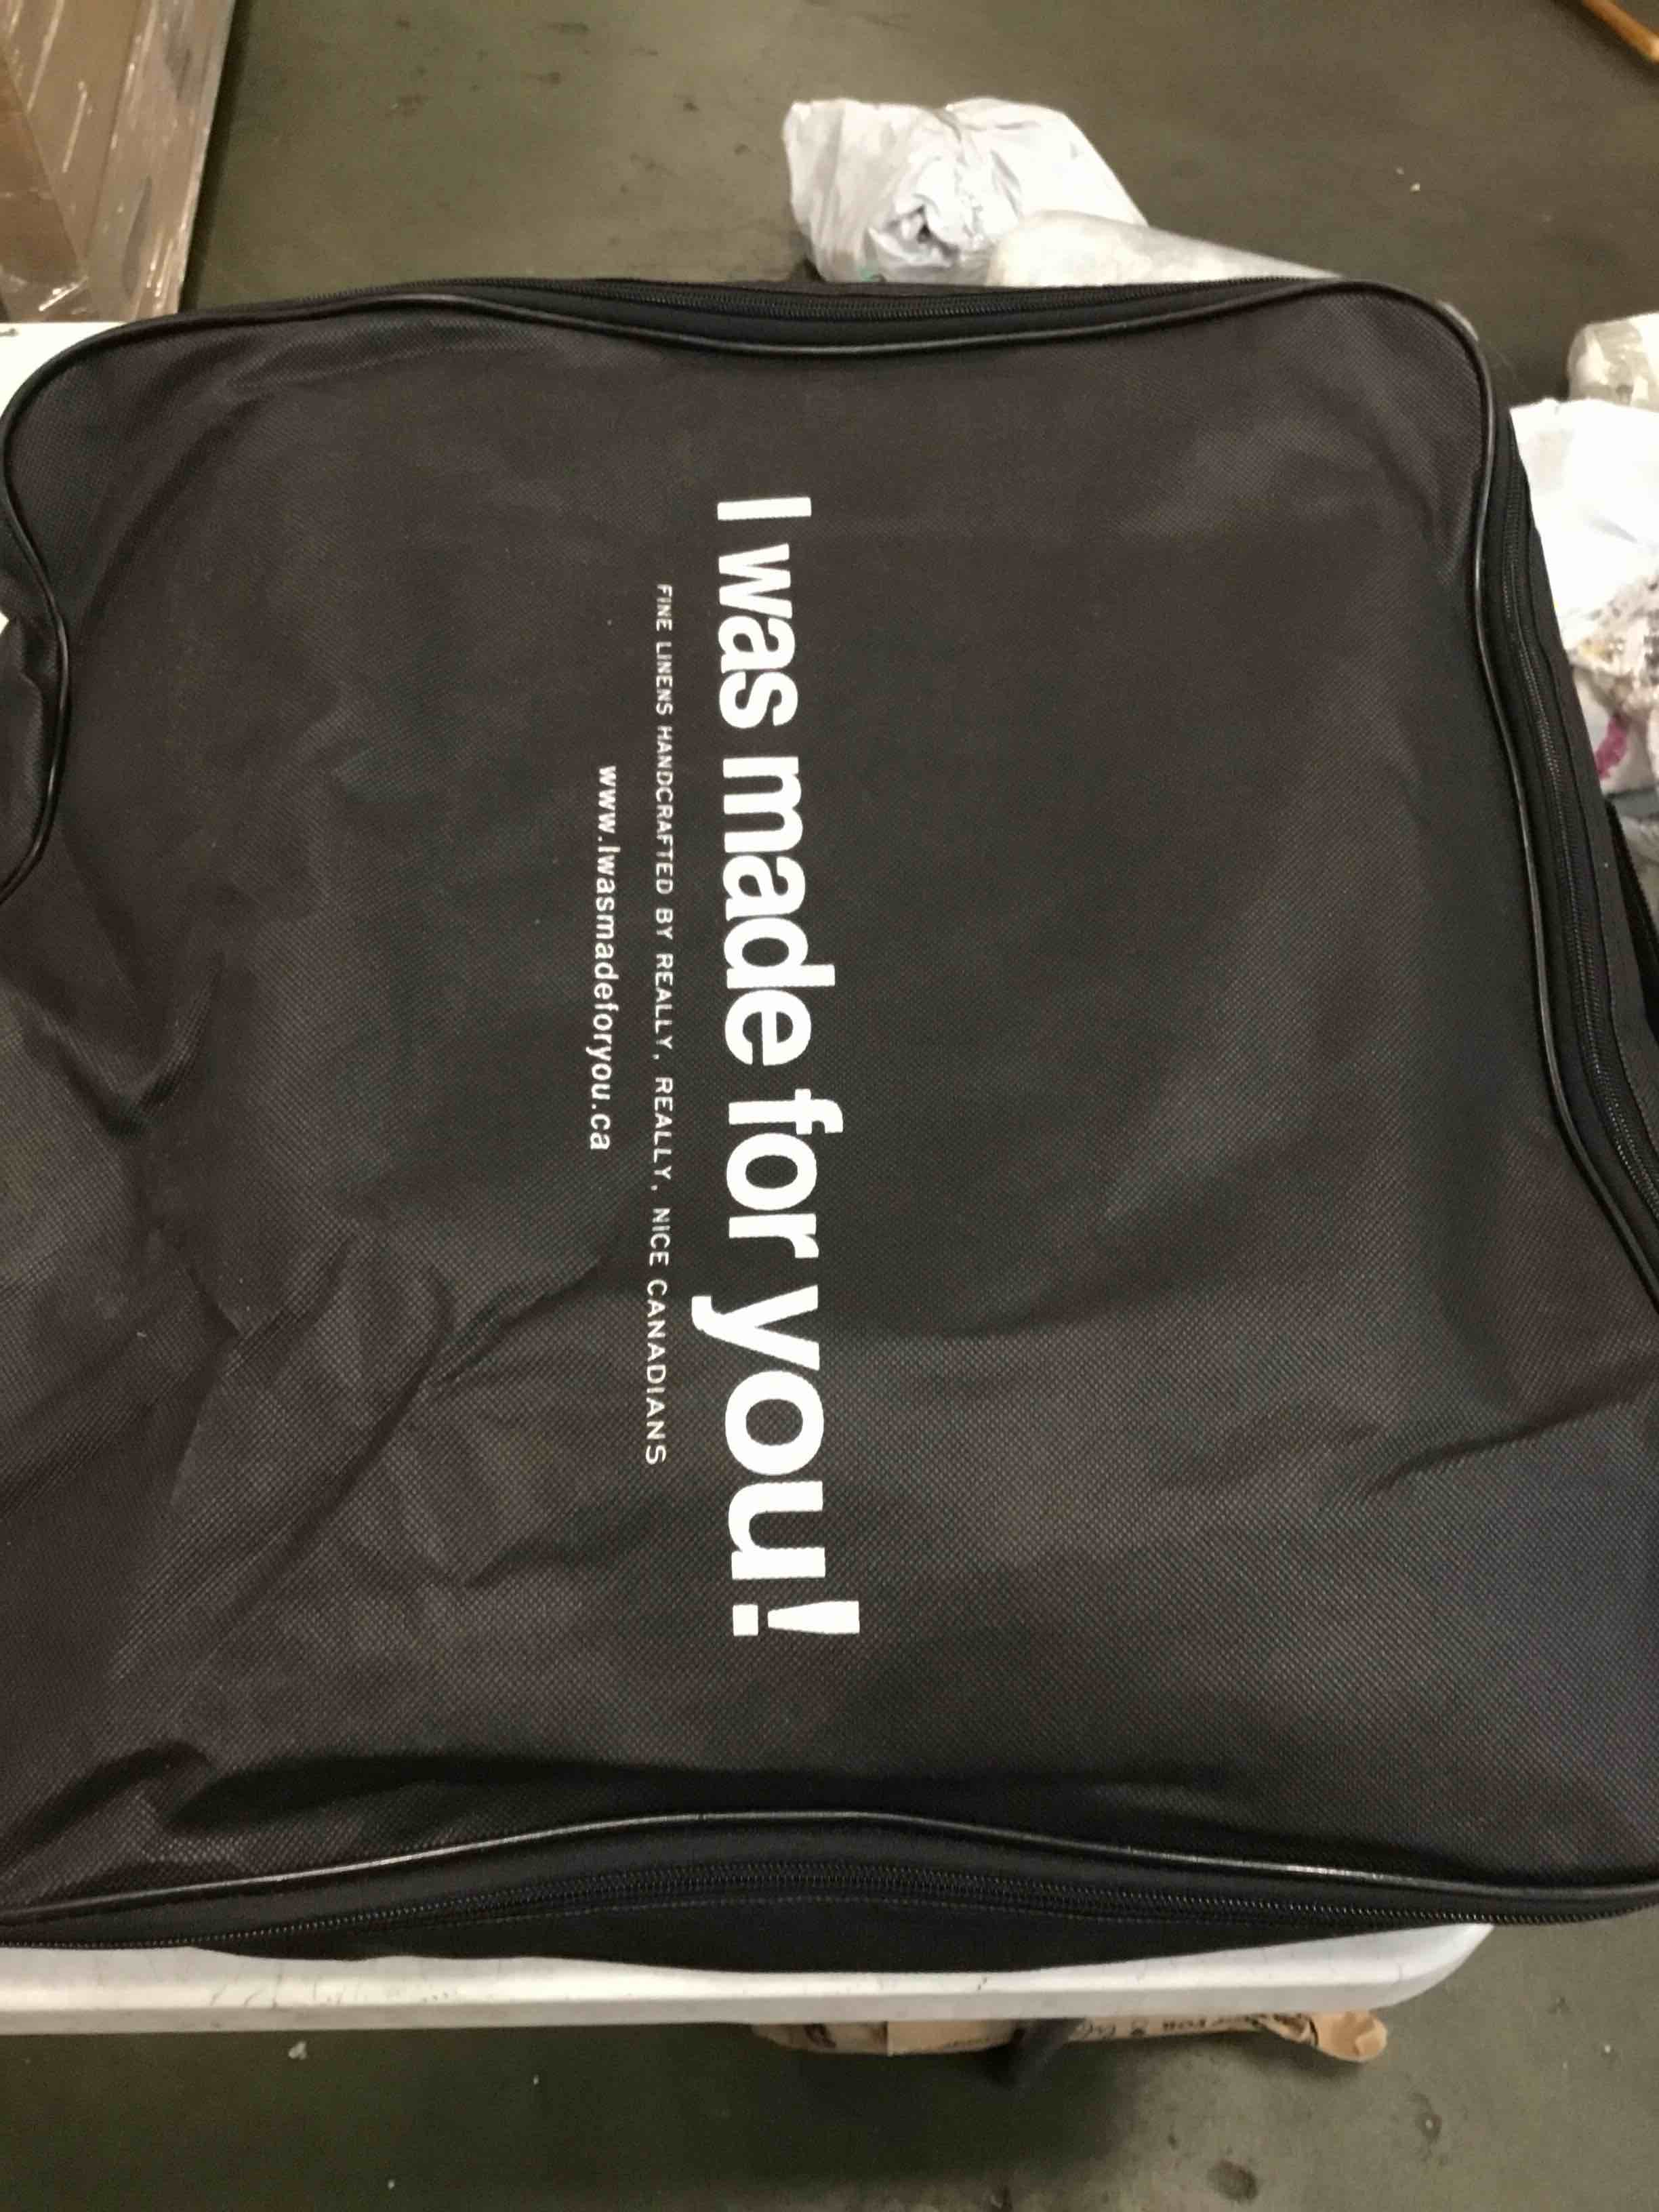 I was made for you!
FINE LINENS HANDCRAFTED BY REALLY, REALLY, NICE CANADIANS
www.Iwasmadeforyou.ca